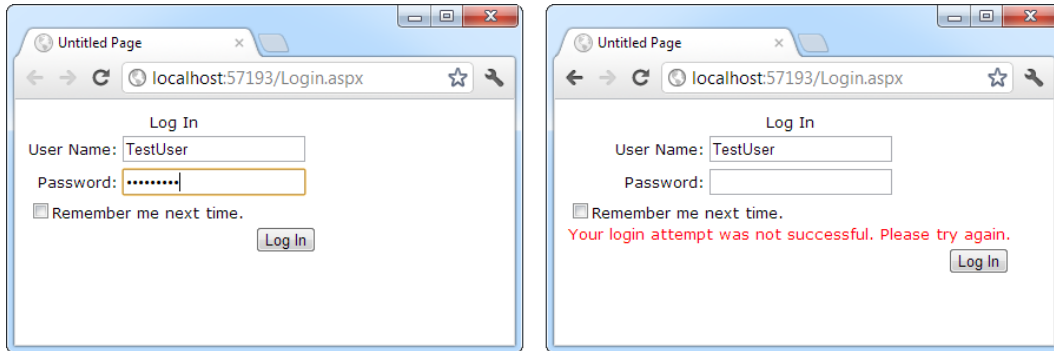 Untitled Page
localhost:57193/Login.aspx
Log In
User Name: TestUser
Password: •••••••••
Remember me next time.
Log In
Untitled Page
localhost:57193/Login.aspx
Log In
User Name: TestUser
Password:
Remember me next time.
Your login attempt was not successful. Please try again.
Log In